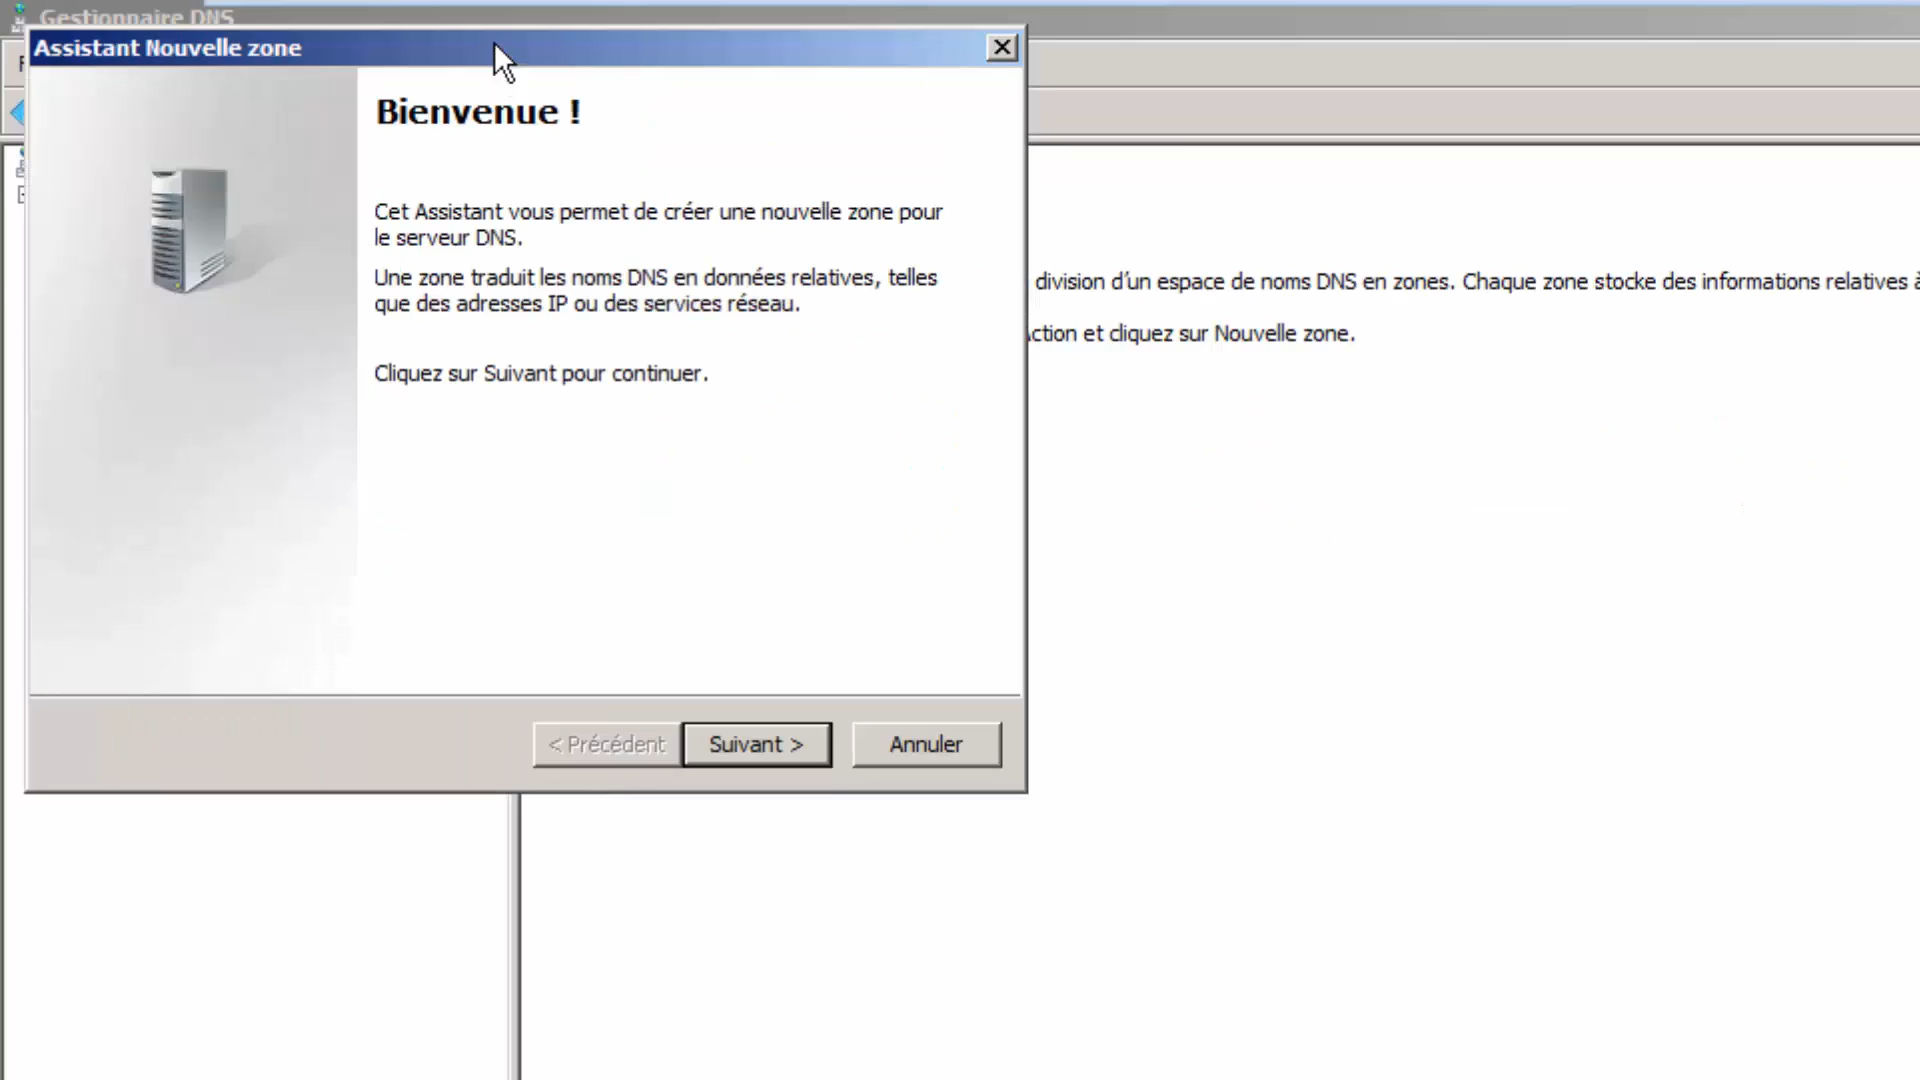 Gestionnaire DNS
Assistant Nouvelle zone
Bienvenue !
Cet Assistant vous permet de créer une nouvelle zone pour
le serveur DNS.
Une zone traduit les noms DNS en données relatives, telles
que des adresses IP ou des services réseau.
Cliquez sur Suivant pour continuer.
division d’un espace de noms DNS en zones. Chaque zone stocke des informations relatives à
ction et cliquez sur Nouvelle zone.
< Précédent
Suivant >
Annuler